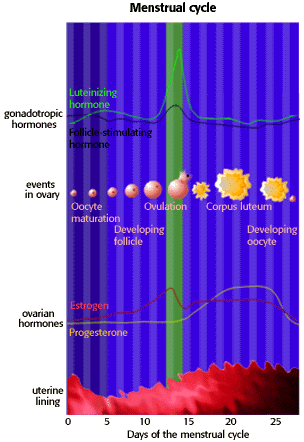 Menstrual cycle
Luteinizing
hormone
gonadotropic
hormones
Follicle-stimulating
hormone
events
in ovary
Oocyte
maturation
Ovulation
Corpus luteum
Developing
follicle
Developing
oocyte
Estrogen
ovarian
hormones
Progesterone
uterine
lining
0 5 10 15 20 25
Days of the menstrual cycle